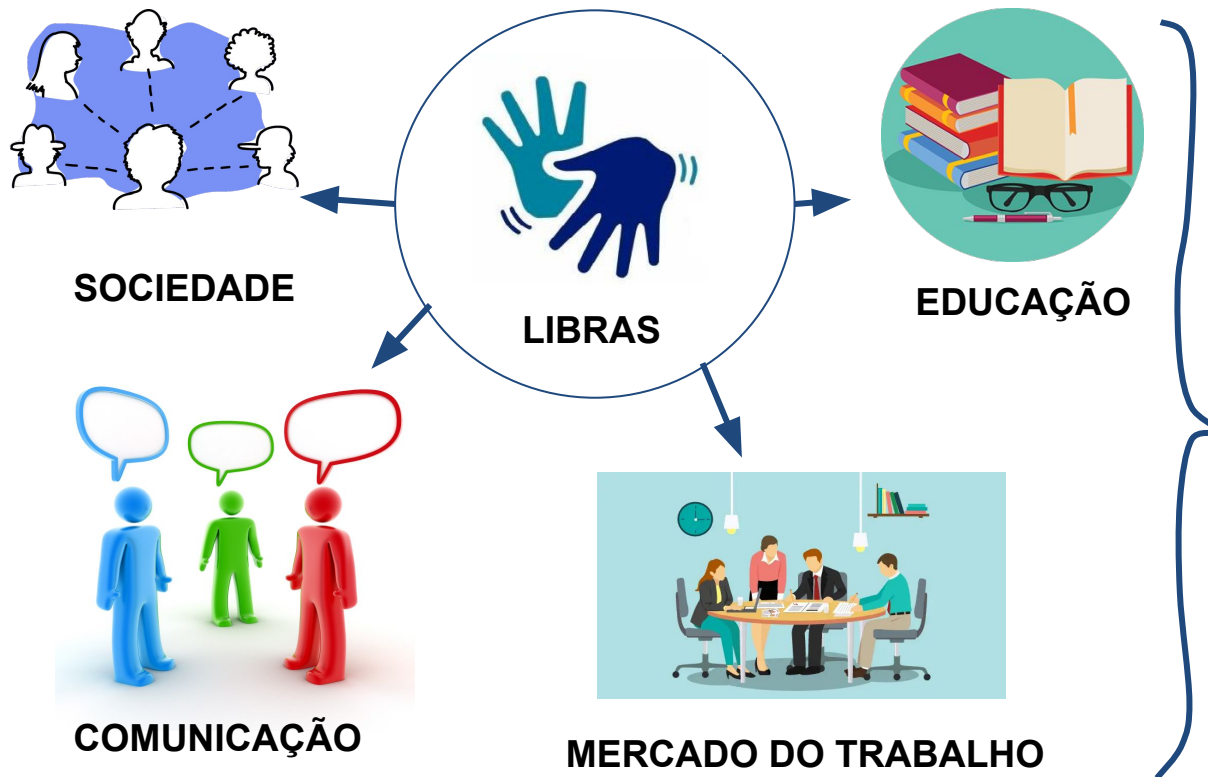 SOCIEDADE
LIBRAS
EDUCAÇÃO
COMUNICAÇÃO
MERCADO DO TRABALHO